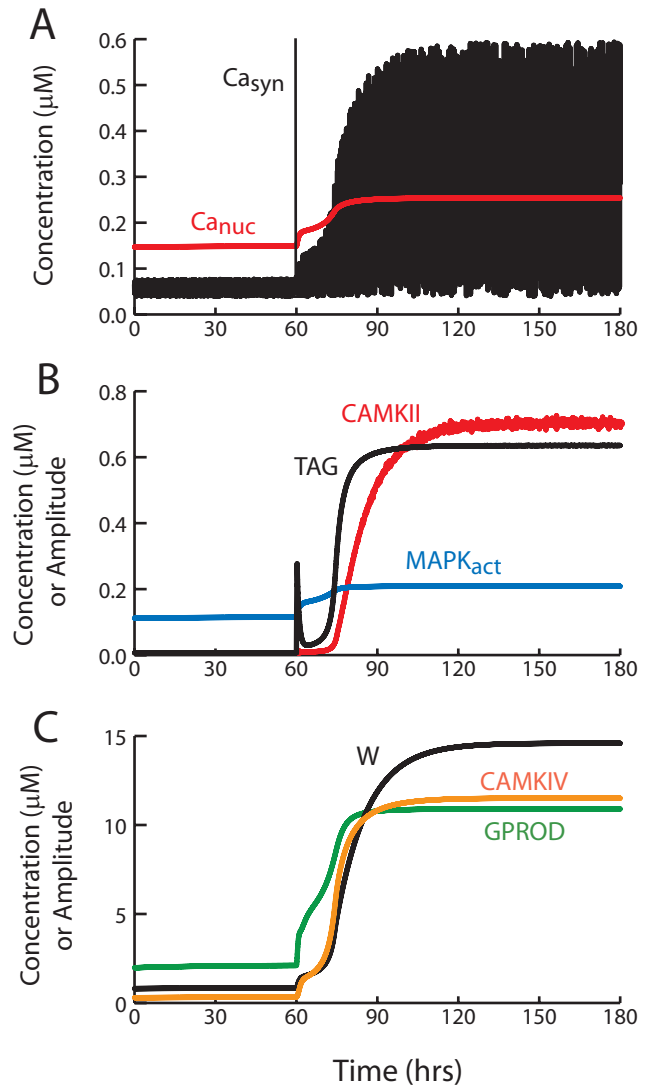 A
Concentration (μM)
0.6
0.5
0.4
0.3
0.2
0.1
0.0
Casyn
Canuc
0 30 60 90 120 150 180
B
Concentration (μM)
or Amplitude
0.8
0.6
0.4
0.2
0.0
CAMKII
TAG
MAPKact
0 30 60 90 120 150 180
C
Concentration (μM)
or Amplitude
15
10
5
0
W
CAMKIV
GPROD
0 30 60 90 120 150 180
Time (hrs)